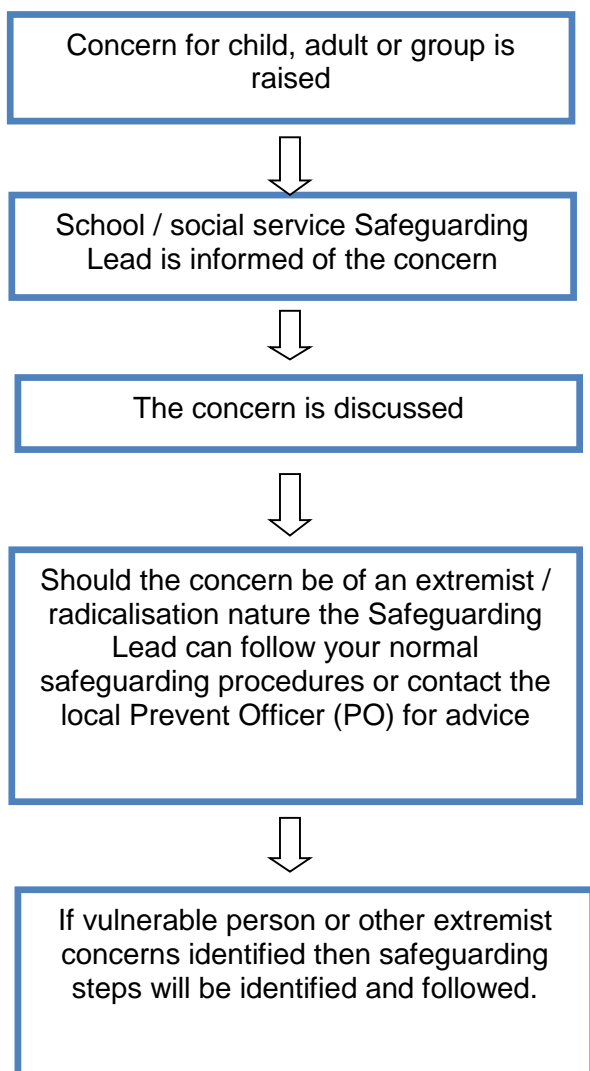 Concern for child, adult or group is
raised
School / social service Safeguarding
Lead is informed of the concern
The concern is discussed
Should the concern be of an extremist /
radicalisation nature the Safeguarding
Lead can follow your normal
safeguarding procedures or contact the
local Prevent Officer (PO) for advice
If vulnerable person or other extremist
concerns identified then safeguarding
steps will be identified and followed.